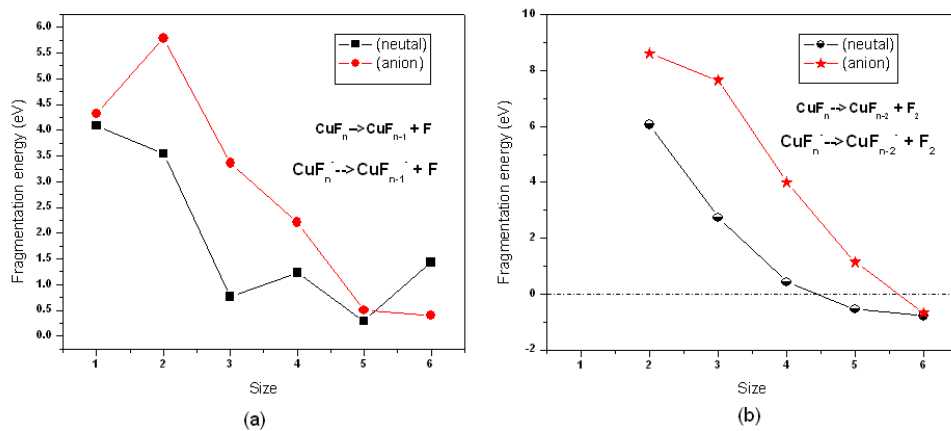 6.0
5.5
5.0
4.5
4.0
3.5
3.0
2.5
2.0
1.5
1.0
0.5
0.0
Fragmentation energy (eV)
1 2 3 4 5 6
Size
(neutal)
(anion)
CuFn->CuFn-1 + F
CuFn⁻-->CuFn-1⁻ + F
(a)
10
8
6
4
2
0
-2
Fragmentation energy (eV)
1 2 3 4 5 6
Size
(neutal)
(anion)
CuFn->CuFn-2 + F2
CuFn⁻-->CuFn-2⁻ + F2
(b)